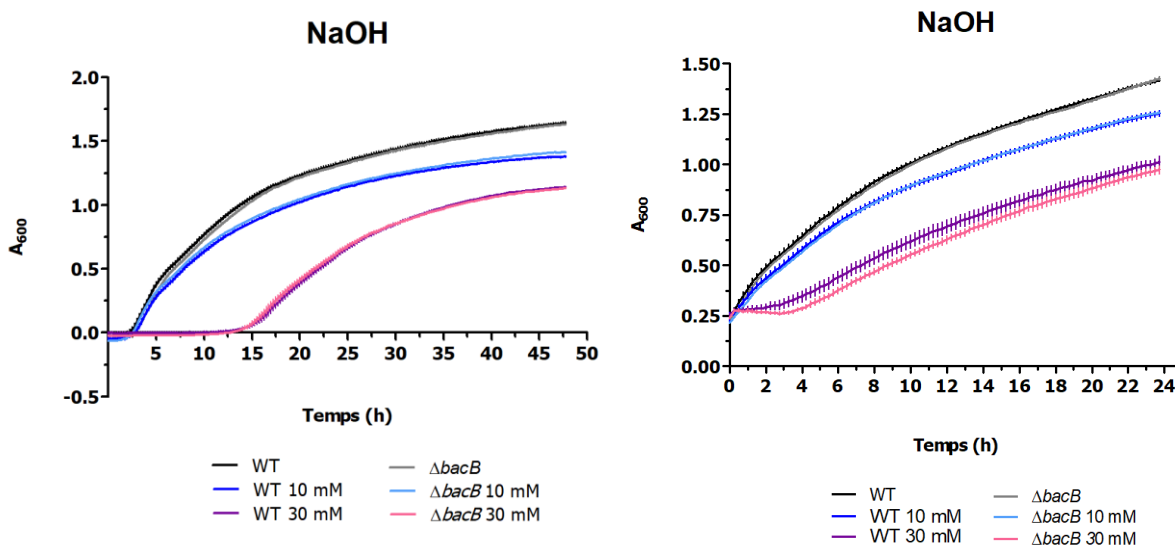 NaOH
2.0
1.5
1.0
0.5
0.0
-0.5
A600
5 10 15 20 25 30 35 40 45 50
Temps (h)
WT ΔbacB
WT 10 mM ΔbacB 10 mM
WT 30 mM ΔbacB 30 mM
NaOH
1.50
1.25
1.00
0.75
0.50
0.25
0.00
A600
0 2 4 6 8 10 12 14 16 18 20 22 24
Temps (h)
WT ΔbacB
WT 10 mM ΔbacB 10 mM
WT 30 mM ΔbacB 30 mM